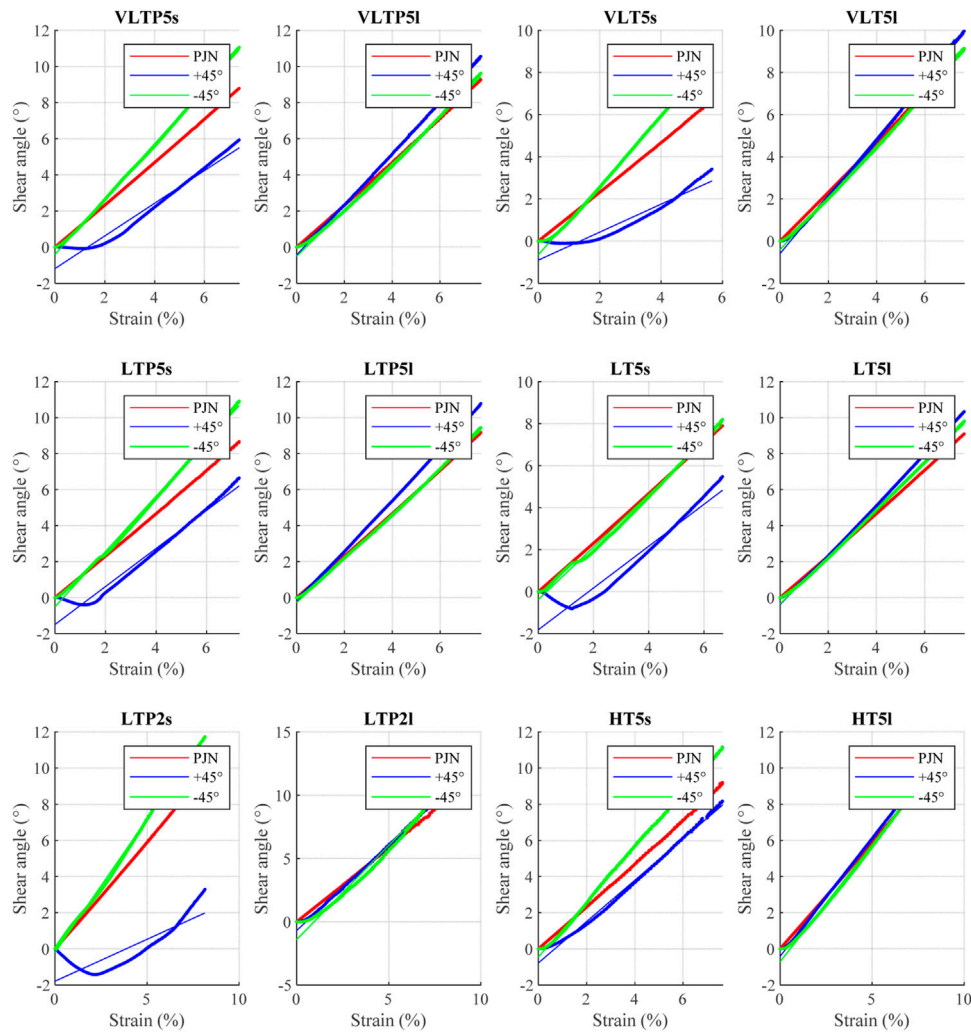 VLTP5s
Shear angle (°)
12
10
8
6
4
2
0
-2
PJN
+45°
-45°
0 2 4 6
Strain (%)
VLTP5l
Shear angle (°)
12
10
8
6
4
2
0
-2
PJN
+45°
-45°
0 2 4 6
Strain (%)
VLT5s
Shear angle (°)
10
8
6
4
2
0
-2
PJN
+45°
-45°
0 2 4 6
Strain (%)
VLT5l
Shear angle (°)
10
8
6
4
2
0
-2
PJN
+45°
-45°
0 2 4 6
Strain (%)
LTP5s
Shear angle (°)
12
10
8
6
4
2
0
-2
PJN
+45°
-45°
0 2 4 6
Strain (%)
LTP5l
Shear angle (°)
12
10
8
6
4
2
0
-2
PJN
+45°
-45°
0 2 4 6
Strain (%)
LT5s
Shear angle (°)
10
8
6
4
2
0
-2
PJN
+45°
-45°
0 2 4 6
Strain (%)
LT5l
Shear angle (°)
12
10
8
6
4
2
0
-2
PJN
+45°
-45°
0 2 4 6
Strain (%)
LTP2s
Shear angle (°)
12
10
8
6
4
2
0
-2
PJN
+45°
-45°
0 5 10
Strain (%)
LTP2l
Shear angle (°)
15
10
5
0
-5
PJN
+45°
-45°
0 5 10
Strain (%)
HT5s
Shear angle (°)
12
10
8
6
4
2
0
-2
PJN
+45°
-45°
0 2 4 6
Strain (%)
HT5l
Shear angle (°)
12
10
8
6
4
2
0
-2
PJN
+45°
-45°
0 5 10
Strain (%)